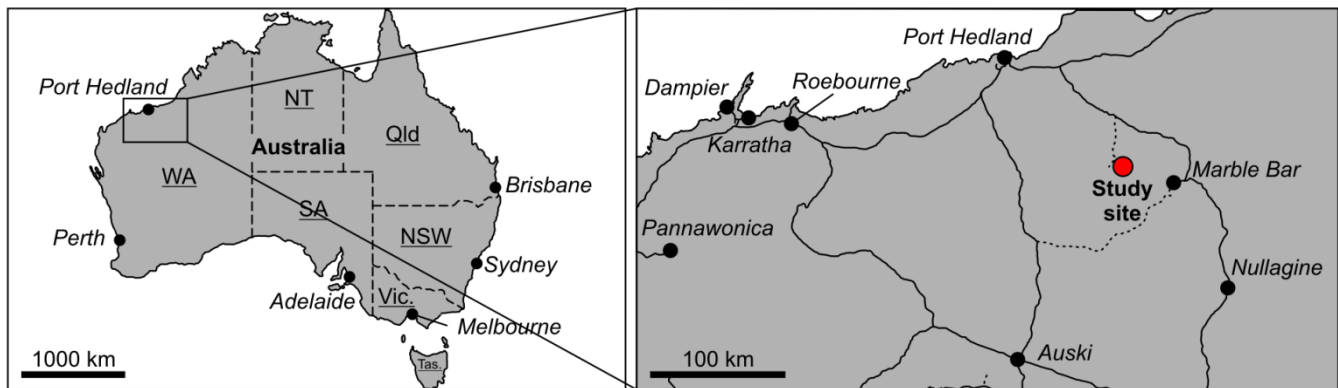 Port Hedland
NT
Australia
Qld
WA
Brisbane
SA
NSW
Perth
Sydney
Adelaide
Vic.
Melbourne
1000 km
Tas.
Port Hedland
Dampier
Roebourne
Karratha
Marble Bar
Study
site
Pannawonica
Nullagine
Auski
100 km